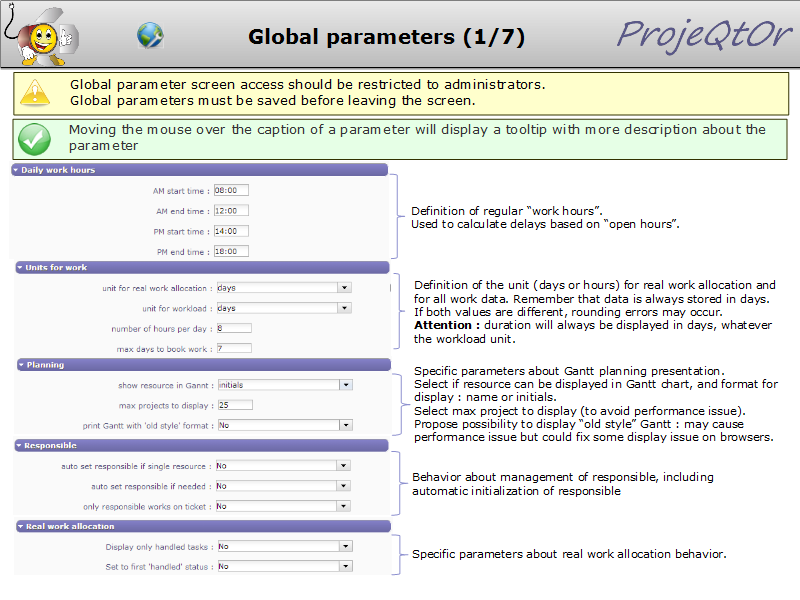 Global parameters (1/7)
ProjeQtOr
Global parameter screen access should be restricted to administrators.
Global parameters must be saved before leaving the screen.
Moving the mouse over the caption of a parameter will display a tooltip with more description about the
parameter
Daily work hours
AM start time : 08:00
AM end time : 12:00
PM start time : 14:00
PM end time : 18:00
Definition of regular “work hours”.
Used to calculate delays based on “open hours”.
Units for work
unit for real work allocation : days
unit for workload : days
number of hours per day : 8
max days to book work : 7
Definition of the unit (days or hours) for real work allocation and
for all work data. Remember that data is always stored in days.
If both values are different, rounding errors may occur.
Attention : duration will always be displayed in days, whatever
the workload unit.
Planning
show resource in Gannt : initials
max projects to display : 25
print Gantt with 'old style' format : No
Specific parameters about Gantt planning presentation.
Select if resource can be displayed in Gantt chart, and format for
display : name or initials.
Select max project to display (to avoid performance issue).
Propose possibility to display “old style” Gantt : may cause
performance issue but could fix some display issue on browsers.
Responsible
auto set responsible if single resource : No
auto set responsible if needed : No
only responsible works on ticket : No
Behavior about management of responsible, including
automatic initialization of responsible
Real work allocation
Display only handled tasks : No
Set to first 'handled' status : No
Specific parameters about real work allocation behavior.